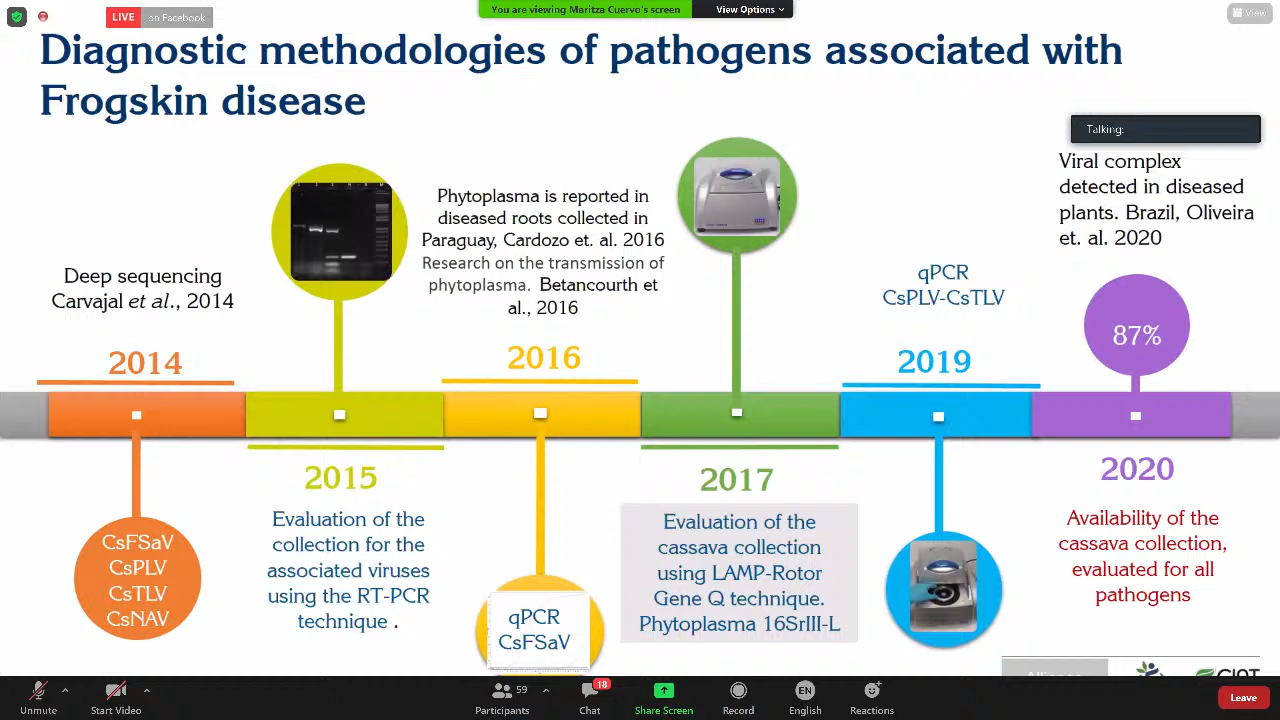 LIVE on Facebook
You are viewing Maritza Cuervo's screen
View Options
View
Diagnostic methodologies of pathogens associated with
Frogskin disease
Talking:
Deep sequencing
Carvajal et al., 2014
2014
CsFSaV
CsPLV
CsTLV
CsNAV
2015
Evaluation of the
collection for the
associated viruses
using the RT-PCR
technique .
Phytoplasma is reported in
diseased roots collected in
Paraguay, Cardozo et. al. 2016
Research on the transmission of
phytoplasma. Betancourth et
al., 2016
2016
qPCR
CsFSaV
2017
Evaluation of the
cassava collection
using LAMP-Rotor
Gene Q technique.
Phytoplasma 16SrIII-L
qPCR
CsPLV-CsTLV
2019
Viral complex
detected in diseased
plants. Brazil, Oliveira
et. al. 2020
87%
2020
Availability of the
cassava collection,
evaluated for all
pathogens
Unmute
Start Video
59
Participants
18
Chat
Share Screen
Record
EN
English
Reactions
Leave